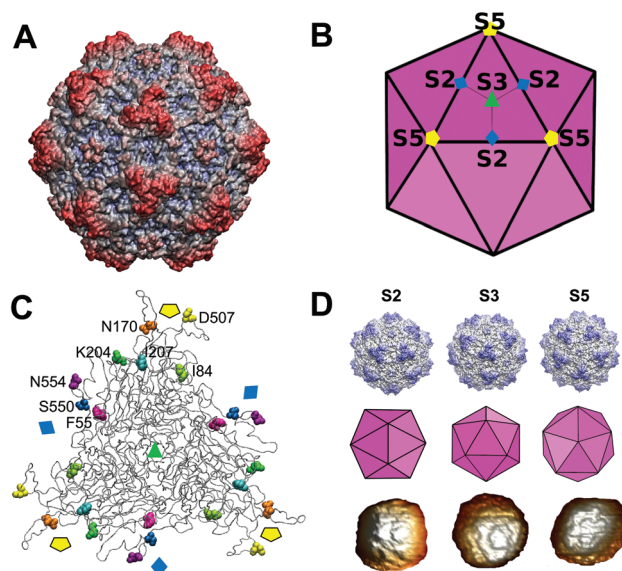 A
B
S5
S2 S3 S2
S5 S5
S2
C
D507
N170
K204 I207
I84
N554
S550
F55
D
S2 S3 S5